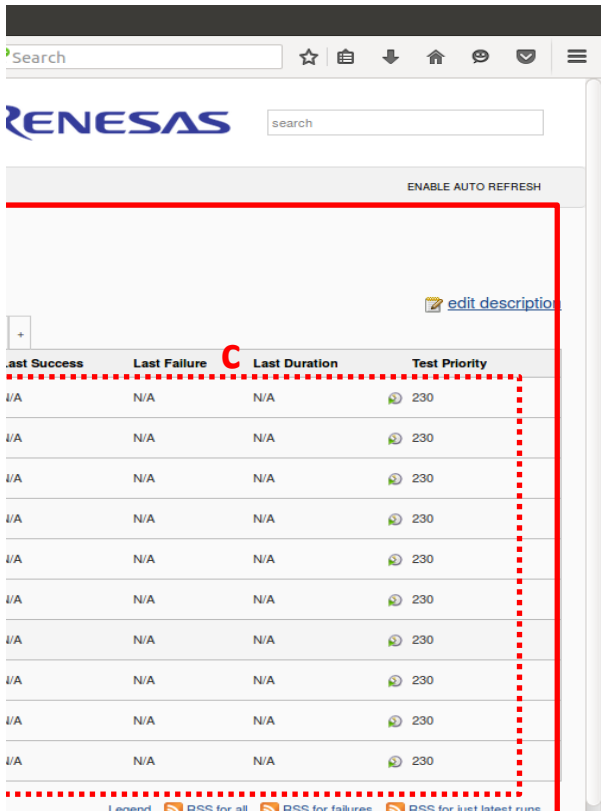 Search
RENESAS
search
ENABLE AUTO REFRESH
edit description
+
Last Success Last Failure C Last Duration Test Priority
N/A N/A N/A 230
N/A N/A N/A 230
N/A N/A N/A 230
N/A N/A N/A 230
N/A N/A N/A 230
N/A N/A N/A 230
N/A N/A N/A 230
N/A N/A N/A 230
N/A N/A N/A 230
N/A N/A N/A 230
Legend RSS for all RSS for failures RSS for just latest runs